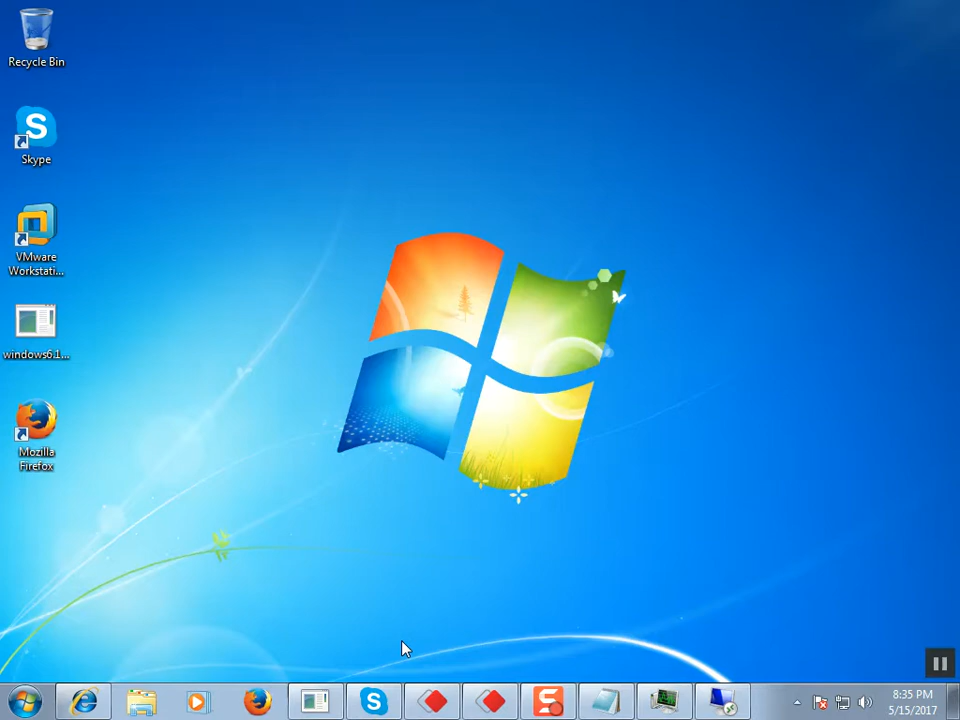 Recycle Bin
S
Skype
VMware
Workstati...
windows6.1...
Mozilla
Firefox
S
S
8:35 PM
5/15/2017